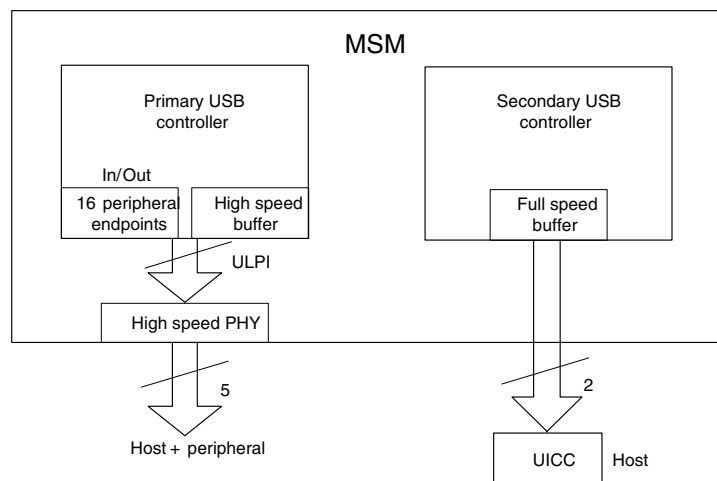 MSM
Primary USB
controller
In/Out
16 peripheral
endpoints
High speed
buffer
ULPI
High speed PHY
5
Host + peripheral
Secondary USB
controller
Full speed
buffer
2
UICC
Host